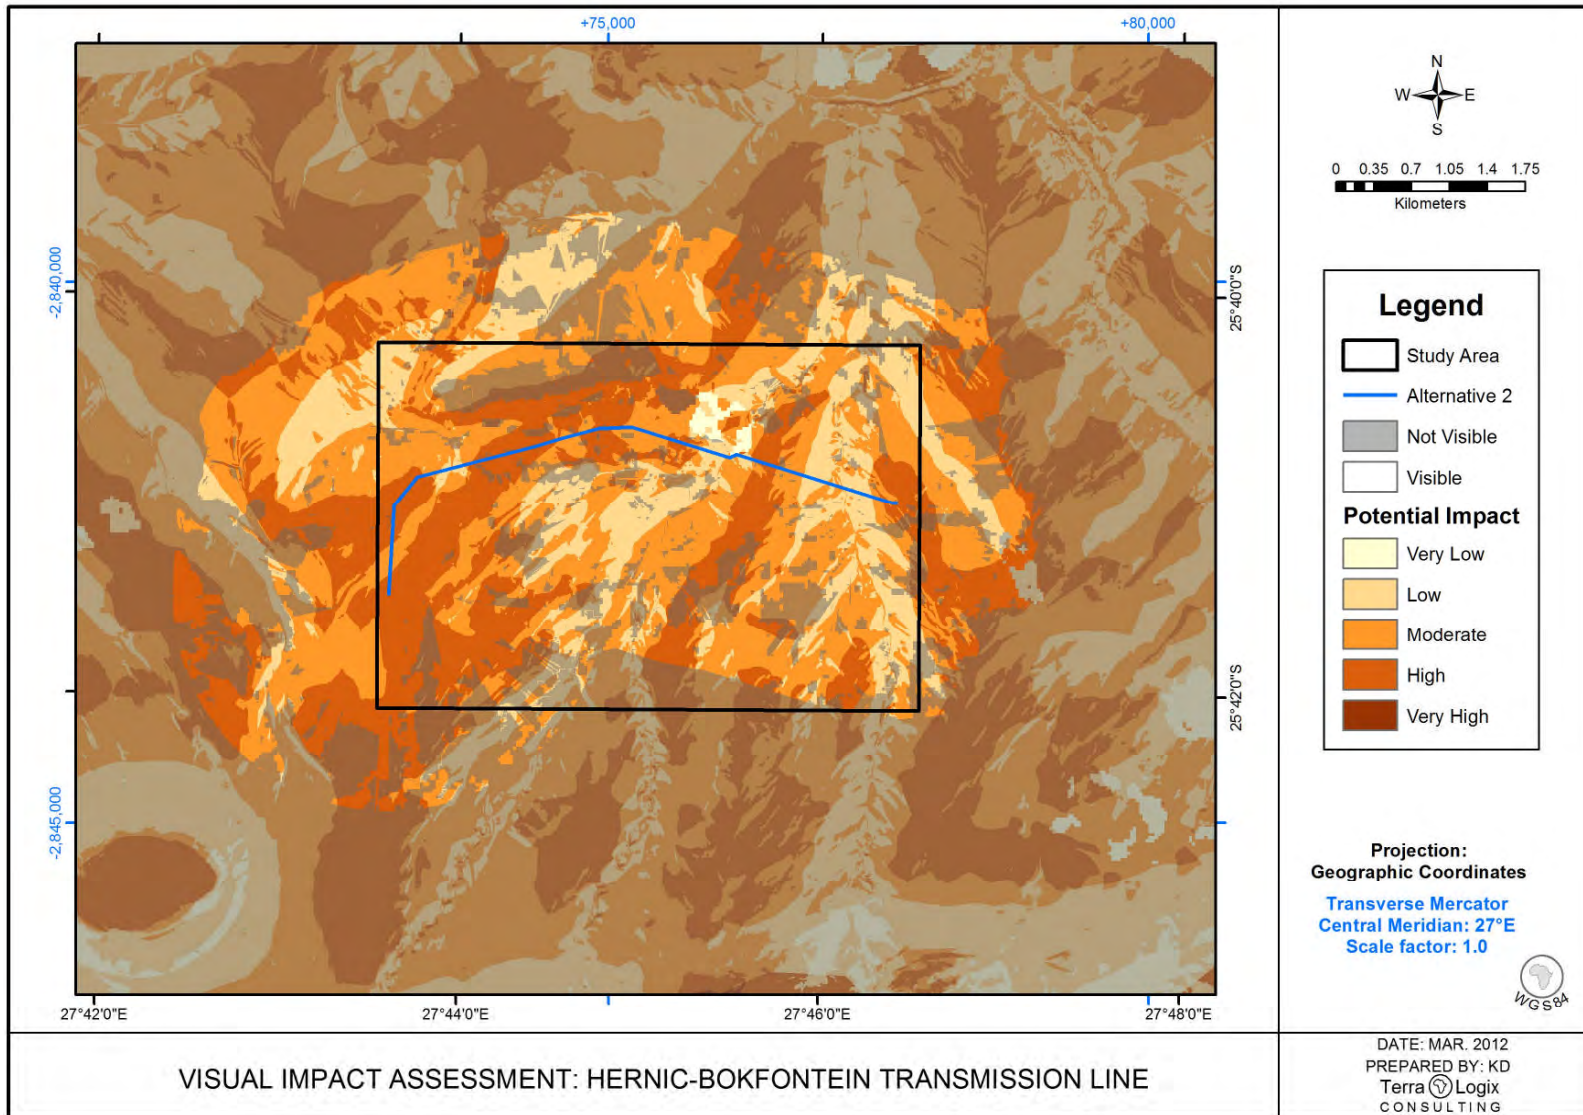 +75,000
+80,000
-2,840,000
-2,845,000
25°40'0"S
25°42'0"S
27°42'0"E
27°44'0"E
27°46'0"E
27°48'0"E
N
W E
S
0 0.35 0.7 1.05 1.4 1.75
Kilometers
Legend
Study Area
Alternative 2
Not Visible
Visible
Potential Impact
Very Low
Low
Moderate
High
Very High
Projection:
Geographic Coordinates
Transverse Mercator
Central Meridian: 27°E
Scale factor: 1.0
WGS84
VISUAL IMPACT ASSESSMENT: HERNIC-BOKFONTEIN TRANSMISSION LINE
DATE: MAR. 2012
PREPARED BY: KD
Terra Logix
CONSULTING